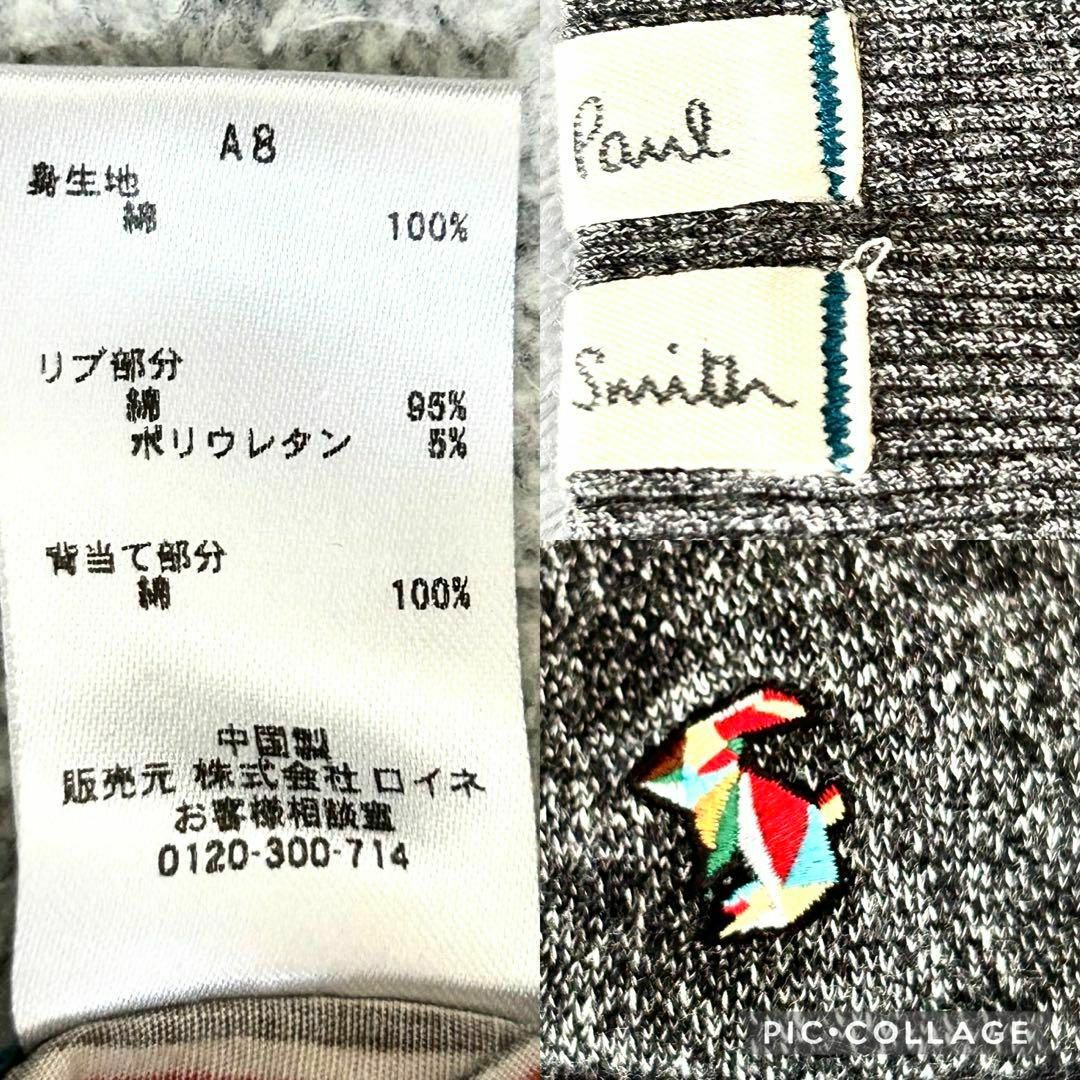 A8
身生地
綿 100%
リブ部分
綿 95%
ポリウレタン 5%
背当て部分
綿 100%
中国製
販売元 株式会社 ロイネ
お客様相談室
0120-300-714
Paul
Smith
PIC•COLLAGE